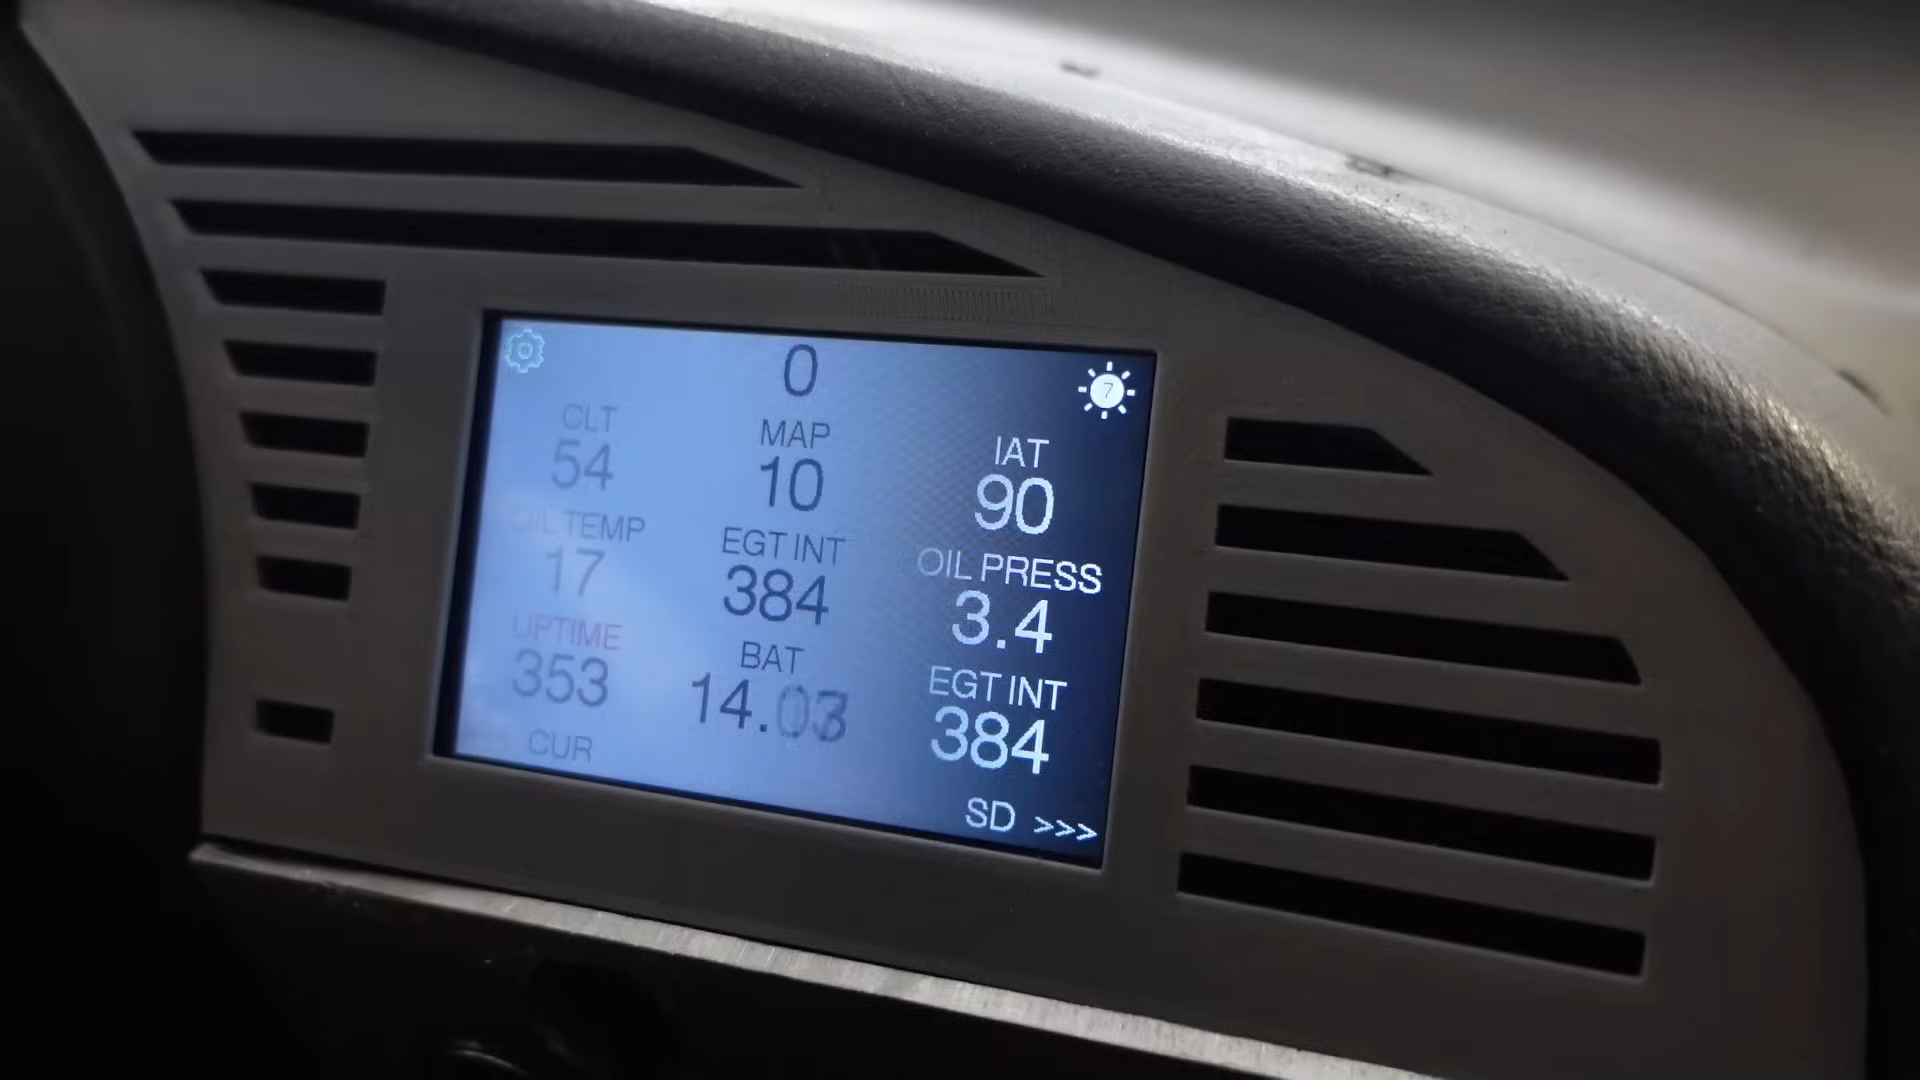 0
7
CLT
54
MAP
10
IAT
90
OIL TEMP
17
EGT INT
384
OIL PRESS
3.4
UPTIME
353
BAT
14.03
EGT INT
384
CUR
SD >>>